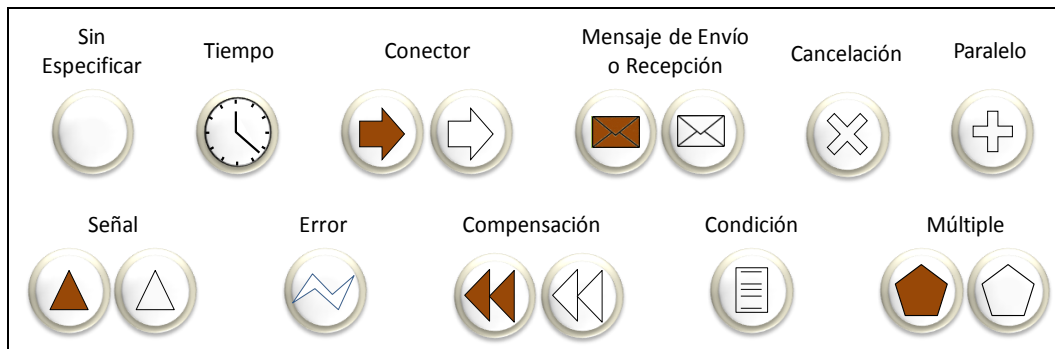 Sin
Especificar
Tiempo
Conector
Mensaje de Envío
o Recepción
Cancelación
Paralelo
Señal
Error
Compensación
Condición
Múltiple